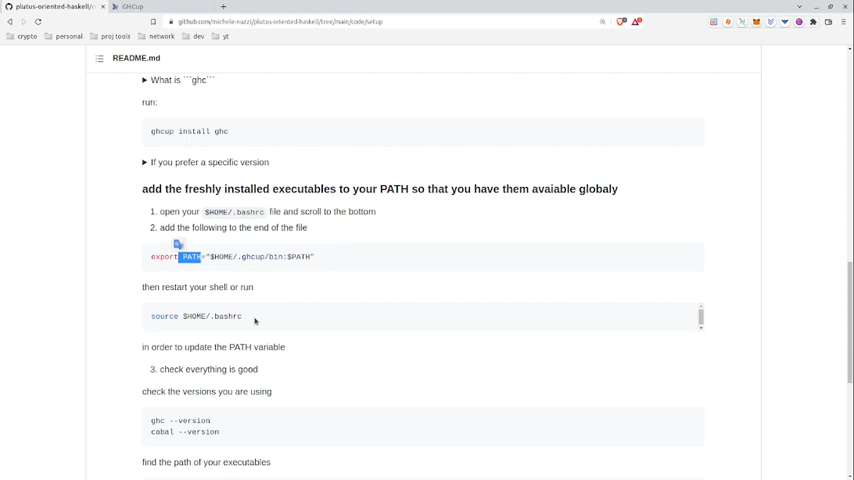 plutus-oriented-haskell/
GHCup
github.com/michele-nuzzi/plutus-oriented-haskell/tree/main/code/setup
crypto personal proj tools network dev yt
README.md
What is ```ghc```
run:
ghcup install ghc
If you prefer a specific version
add the freshly installed executables to your PATH so that you have them avaiable globaly
1. open your $HOME/.bashrc file and scroll to the bottom
2. add the following to the end of the file
export PATH="$HOME/.ghcup/bin:$PATH"
then restart your shell or run
source $HOME/.bashrc
in order to update the PATH variable
3. check everything is good
check the versions you are using
ghc --version
cabal --version
find the path of your executables